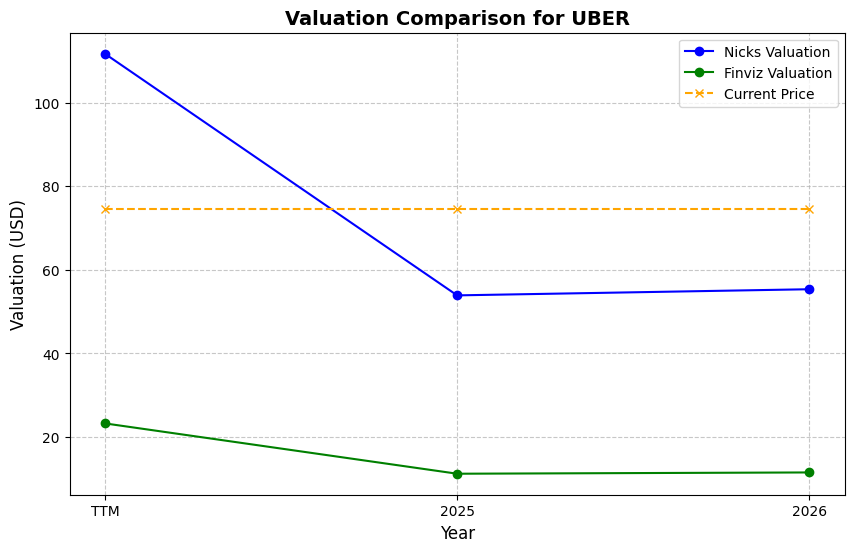 Valuation Comparison for UBER
Nicks Valuation
Finviz Valuation
Current Price
Valuation (USD)
100
80
60
40
20
TTM
2025
2026
Year